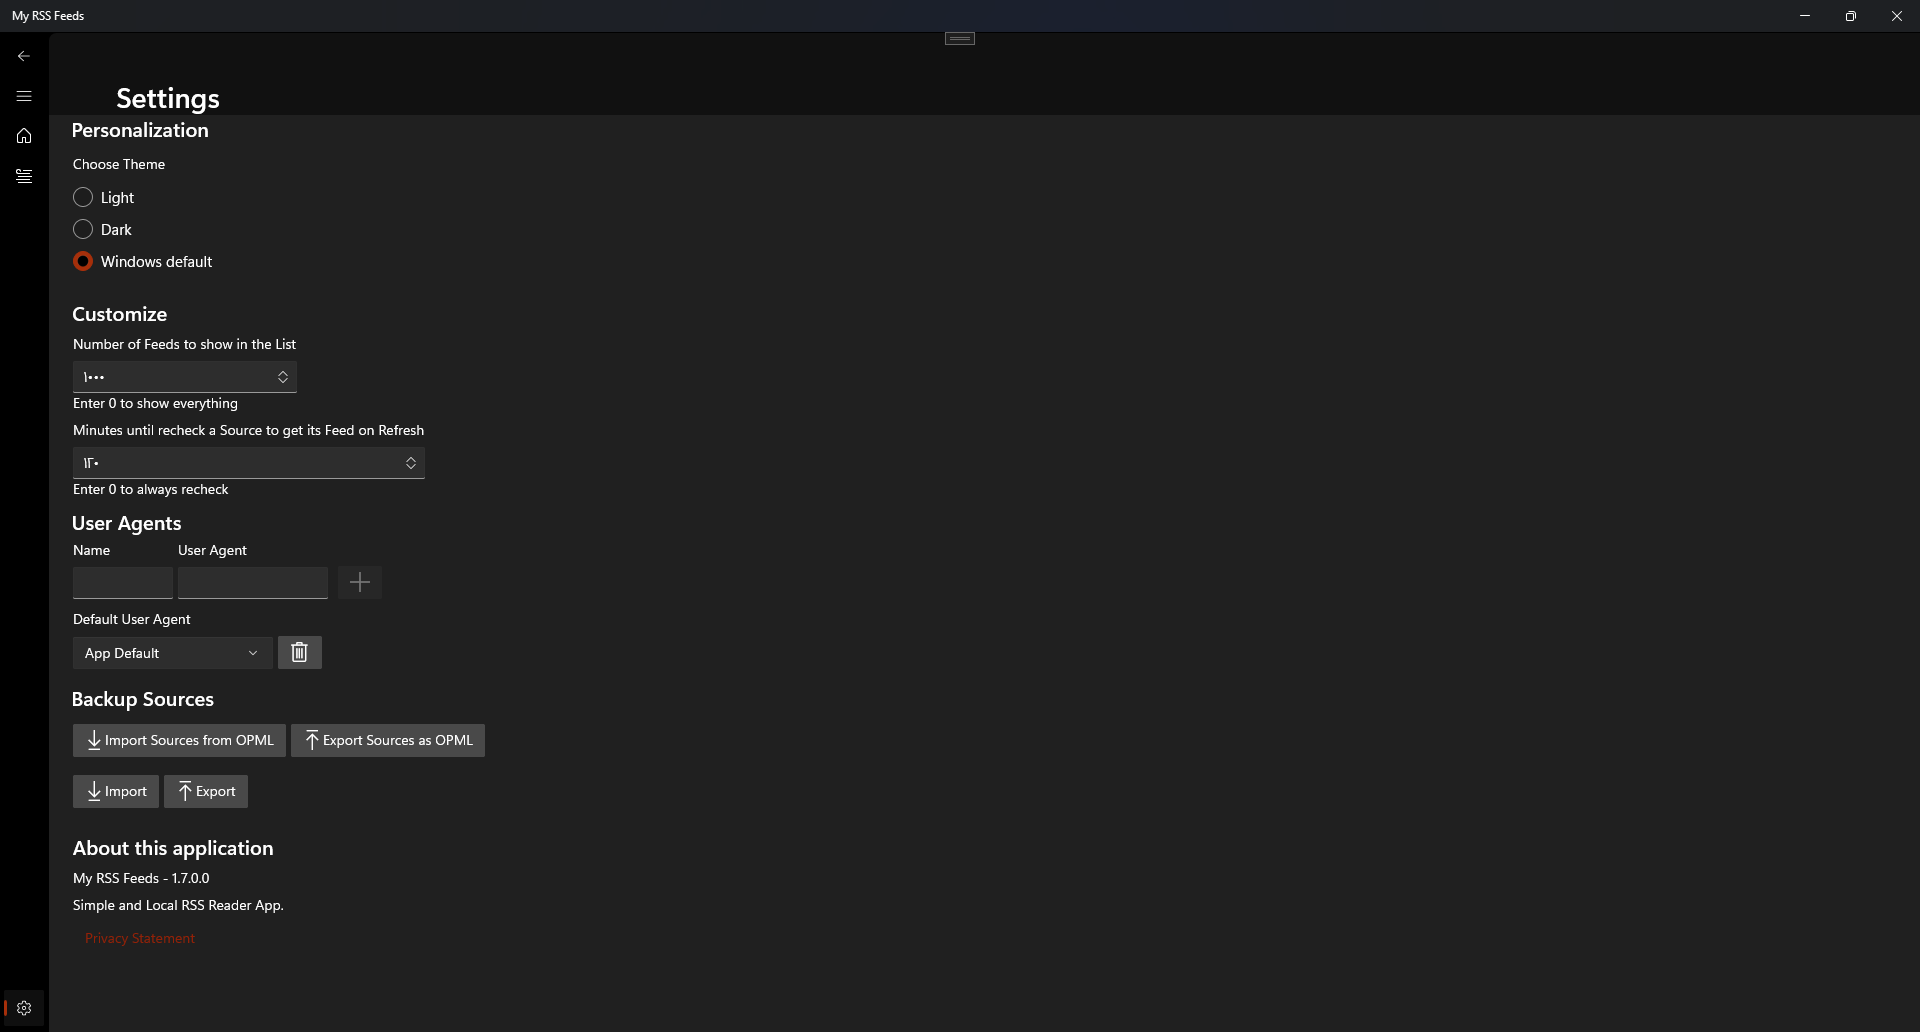 My RSS Feeds
Settings
Personalization
Choose Theme
Light
Dark
Windows default
Customize
Number of Feeds to show in the List
١٠٠٠
Enter 0 to show everything
Minutes until recheck a Source to get its Feed on Refresh
١٢٠
Enter 0 to always recheck
User Agents
Name User Agent
Default User Agent
App Default
Backup Sources
Import Sources from OPML Export Sources as OPML
Import Export
About this application
My RSS Feeds - 1.7.0.0
Simple and Local RSS Reader App.
Privacy Statement